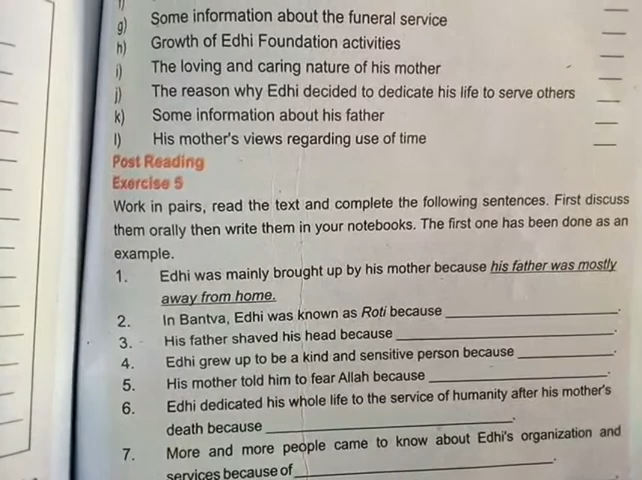 g) Some information about the funeral service
h) Growth of Edhi Foundation activities
i) The loving and caring nature of his mother
j) The reason why Edhi decided to dedicate his life to serve others
k) Some information about his father
l) His mother's views regarding use of time
Post Reading
Exercise 5
Work in pairs, read the text and complete the following sentences. First discuss
them orally then write them in your notebooks. The first one has been done as an
example.
1. Edhi was mainly brought up by his mother because his father was mostly
away from home.
2. In Bantva, Edhi was known as Roti because ____________.
3. His father shaved his head because ____________.
4. Edhi grew up to be a kind and sensitive person because ____________.
5. His mother told him to fear Allah because ____________.
6. Edhi dedicated his whole life to the service of humanity after his mother's
death because ____________.
7. More and more people came to know about Edhi's organization and
services because of ____________.